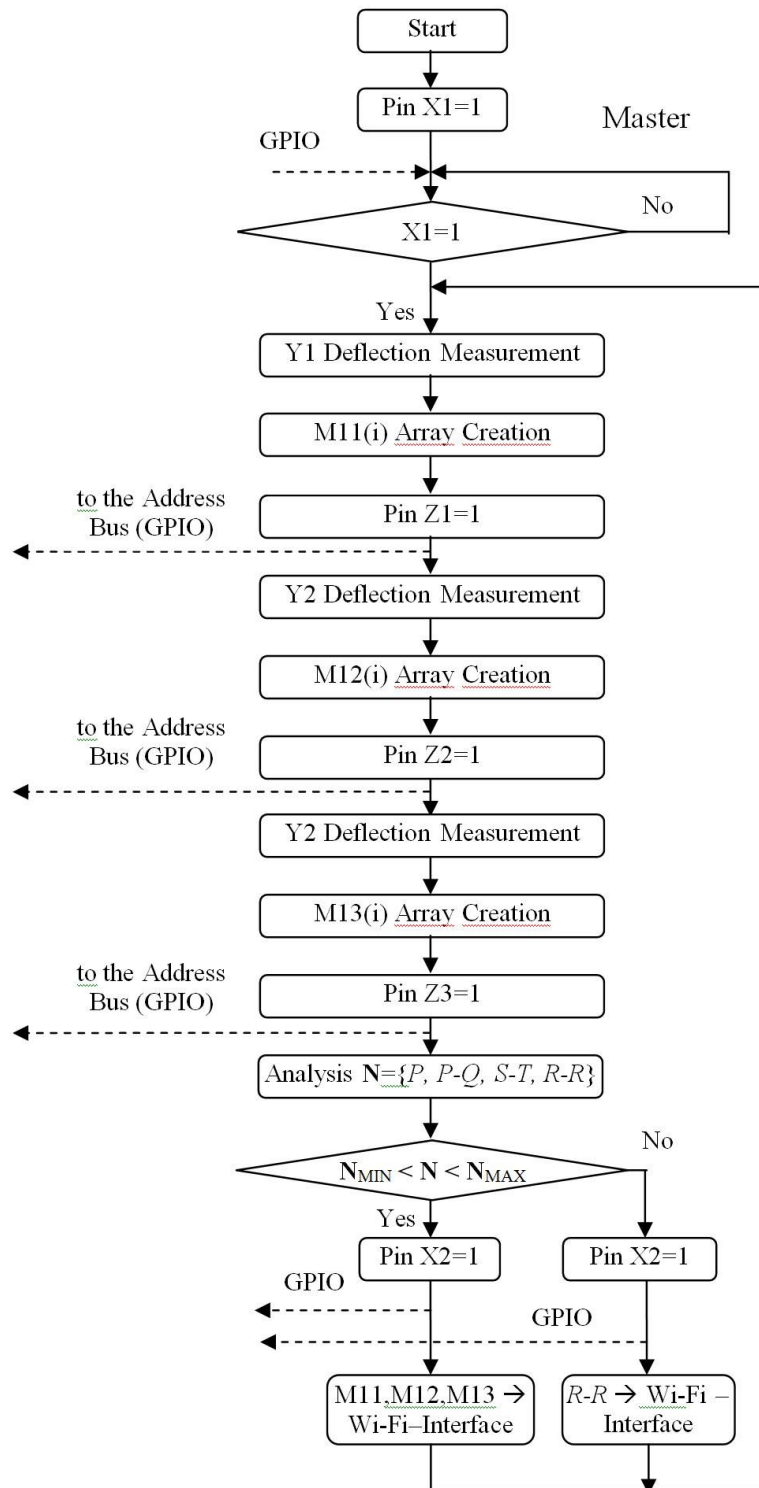 Start
Pin X1=1
Master
GPIO
No
X1=1
Yes
Y1 Deflection Measurement
M11(i) Array Creation
to the Address
Bus (GPIO)
Pin Z1=1
Y2 Deflection Measurement
M12(i) Array Creation
to the Address
Bus (GPIO)
Pin Z2=1
Y2 Deflection Measurement
M13(i) Array Creation
to the Address
Bus (GPIO)
Pin Z3=1
Analysis N={P, P-Q, S-T, R-R}
No
NMIN < N < NMAX
Yes
Pin X2=1
Pin X2=1
GPIO
GPIO
M11,M12,M13 →
Wi-Fi–Interface
R-R → Wi-Fi –
Interface